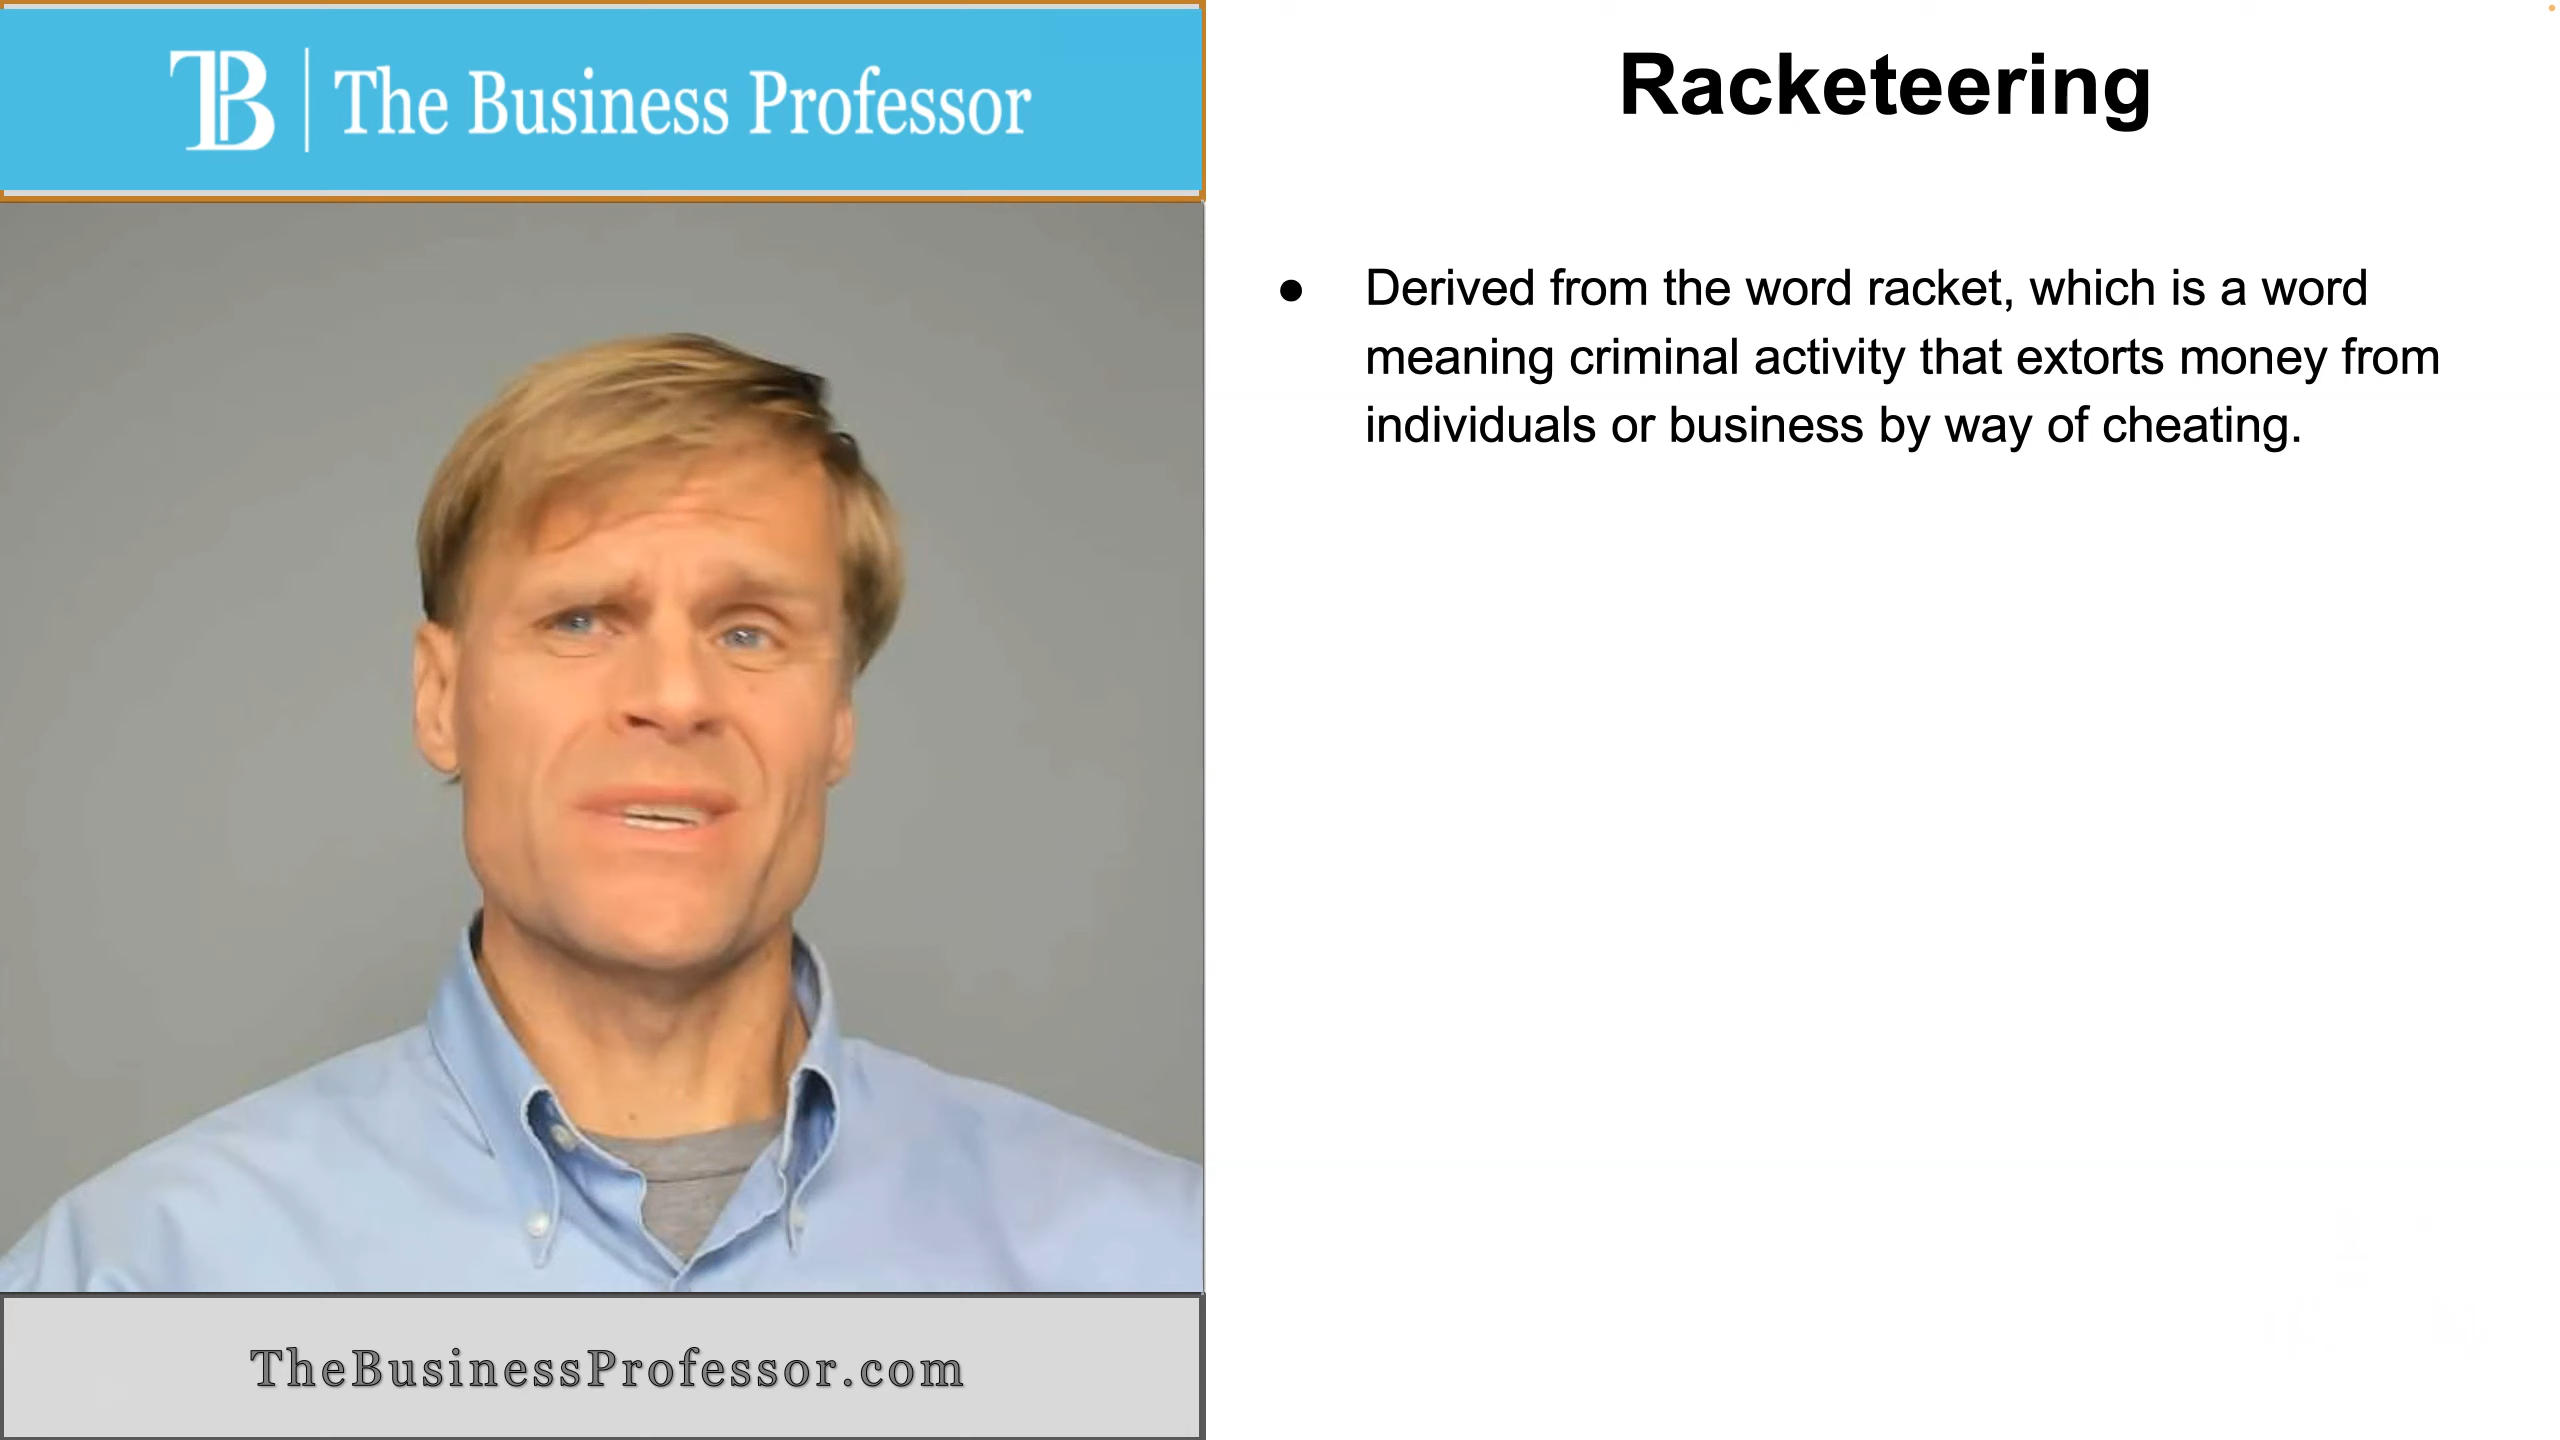 The Business Professor
Racketeering
● Derived from the word racket, which is a word
meaning criminal activity that extorts money from
individuals or business by way of cheating.
TheBusinessProfessor.com